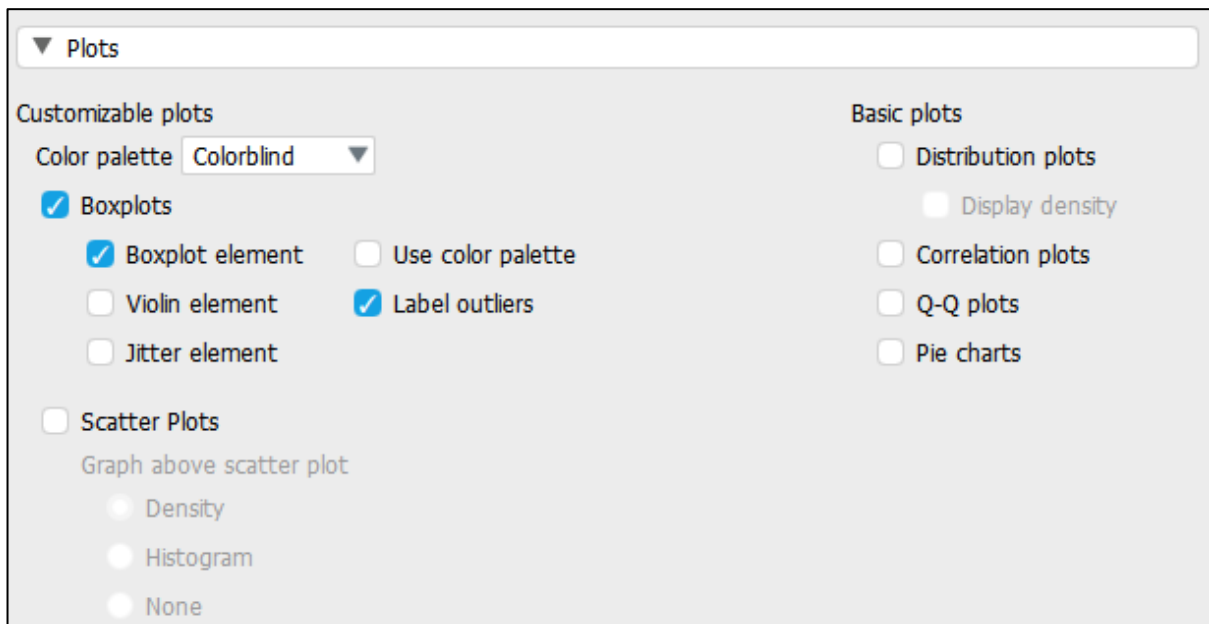 Plots
Customizable plots
Color palette Colorblind
Boxplots
Boxplot element Use color palette
Violin element Label outliers
Jitter element
Scatter Plots
Graph above scatter plot
Density
Histogram
None
Basic plots
Distribution plots
Display density
Correlation plots
Q-Q plots
Pie charts